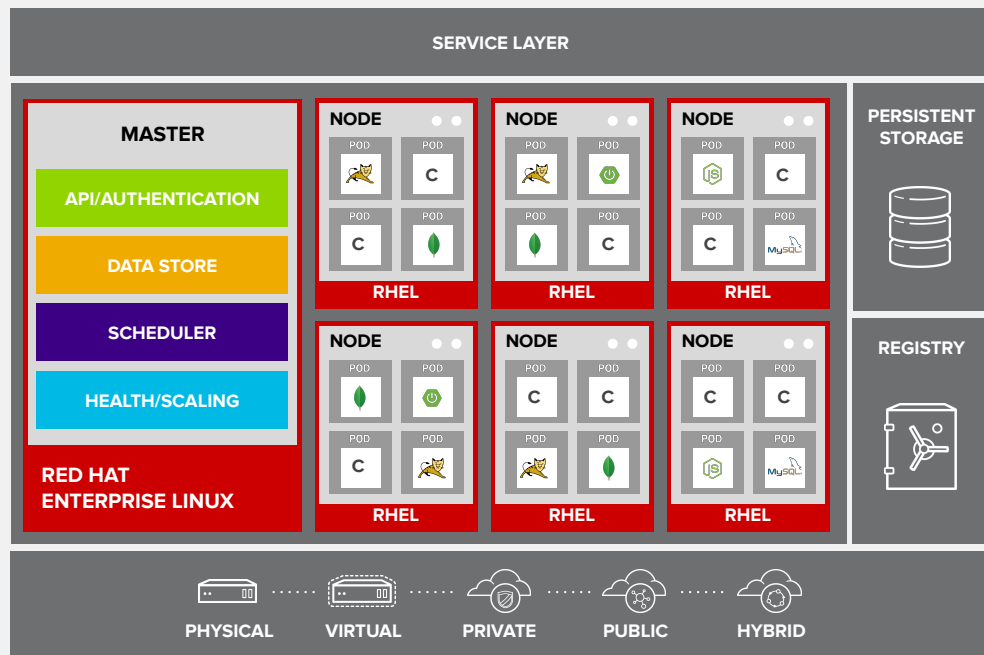 SERVICE LAYER
MASTER
API/AUTHENTICATION
DATA STORE
SCHEDULER
HEALTH/SCALING
RED HAT
ENTERPRISE LINUX
NODE
POD
POD
C
POD
POD
C
RHEL
NODE
POD
POD
POD
POD
C
RHEL
NODE
POD
POD
JS
C
POD
POD
C
MySQL
RHEL
NODE
POD
POD
POD
POD
C
RHEL
NODE
POD
POD
C
C
POD
POD
RHEL
NODE
POD
POD
C
C
POD
POD
JS
MySQL
RHEL
PERSISTENT
STORAGE
REGISTRY
PHYSICAL
VIRTUAL
PRIVATE
PUBLIC
HYBRID